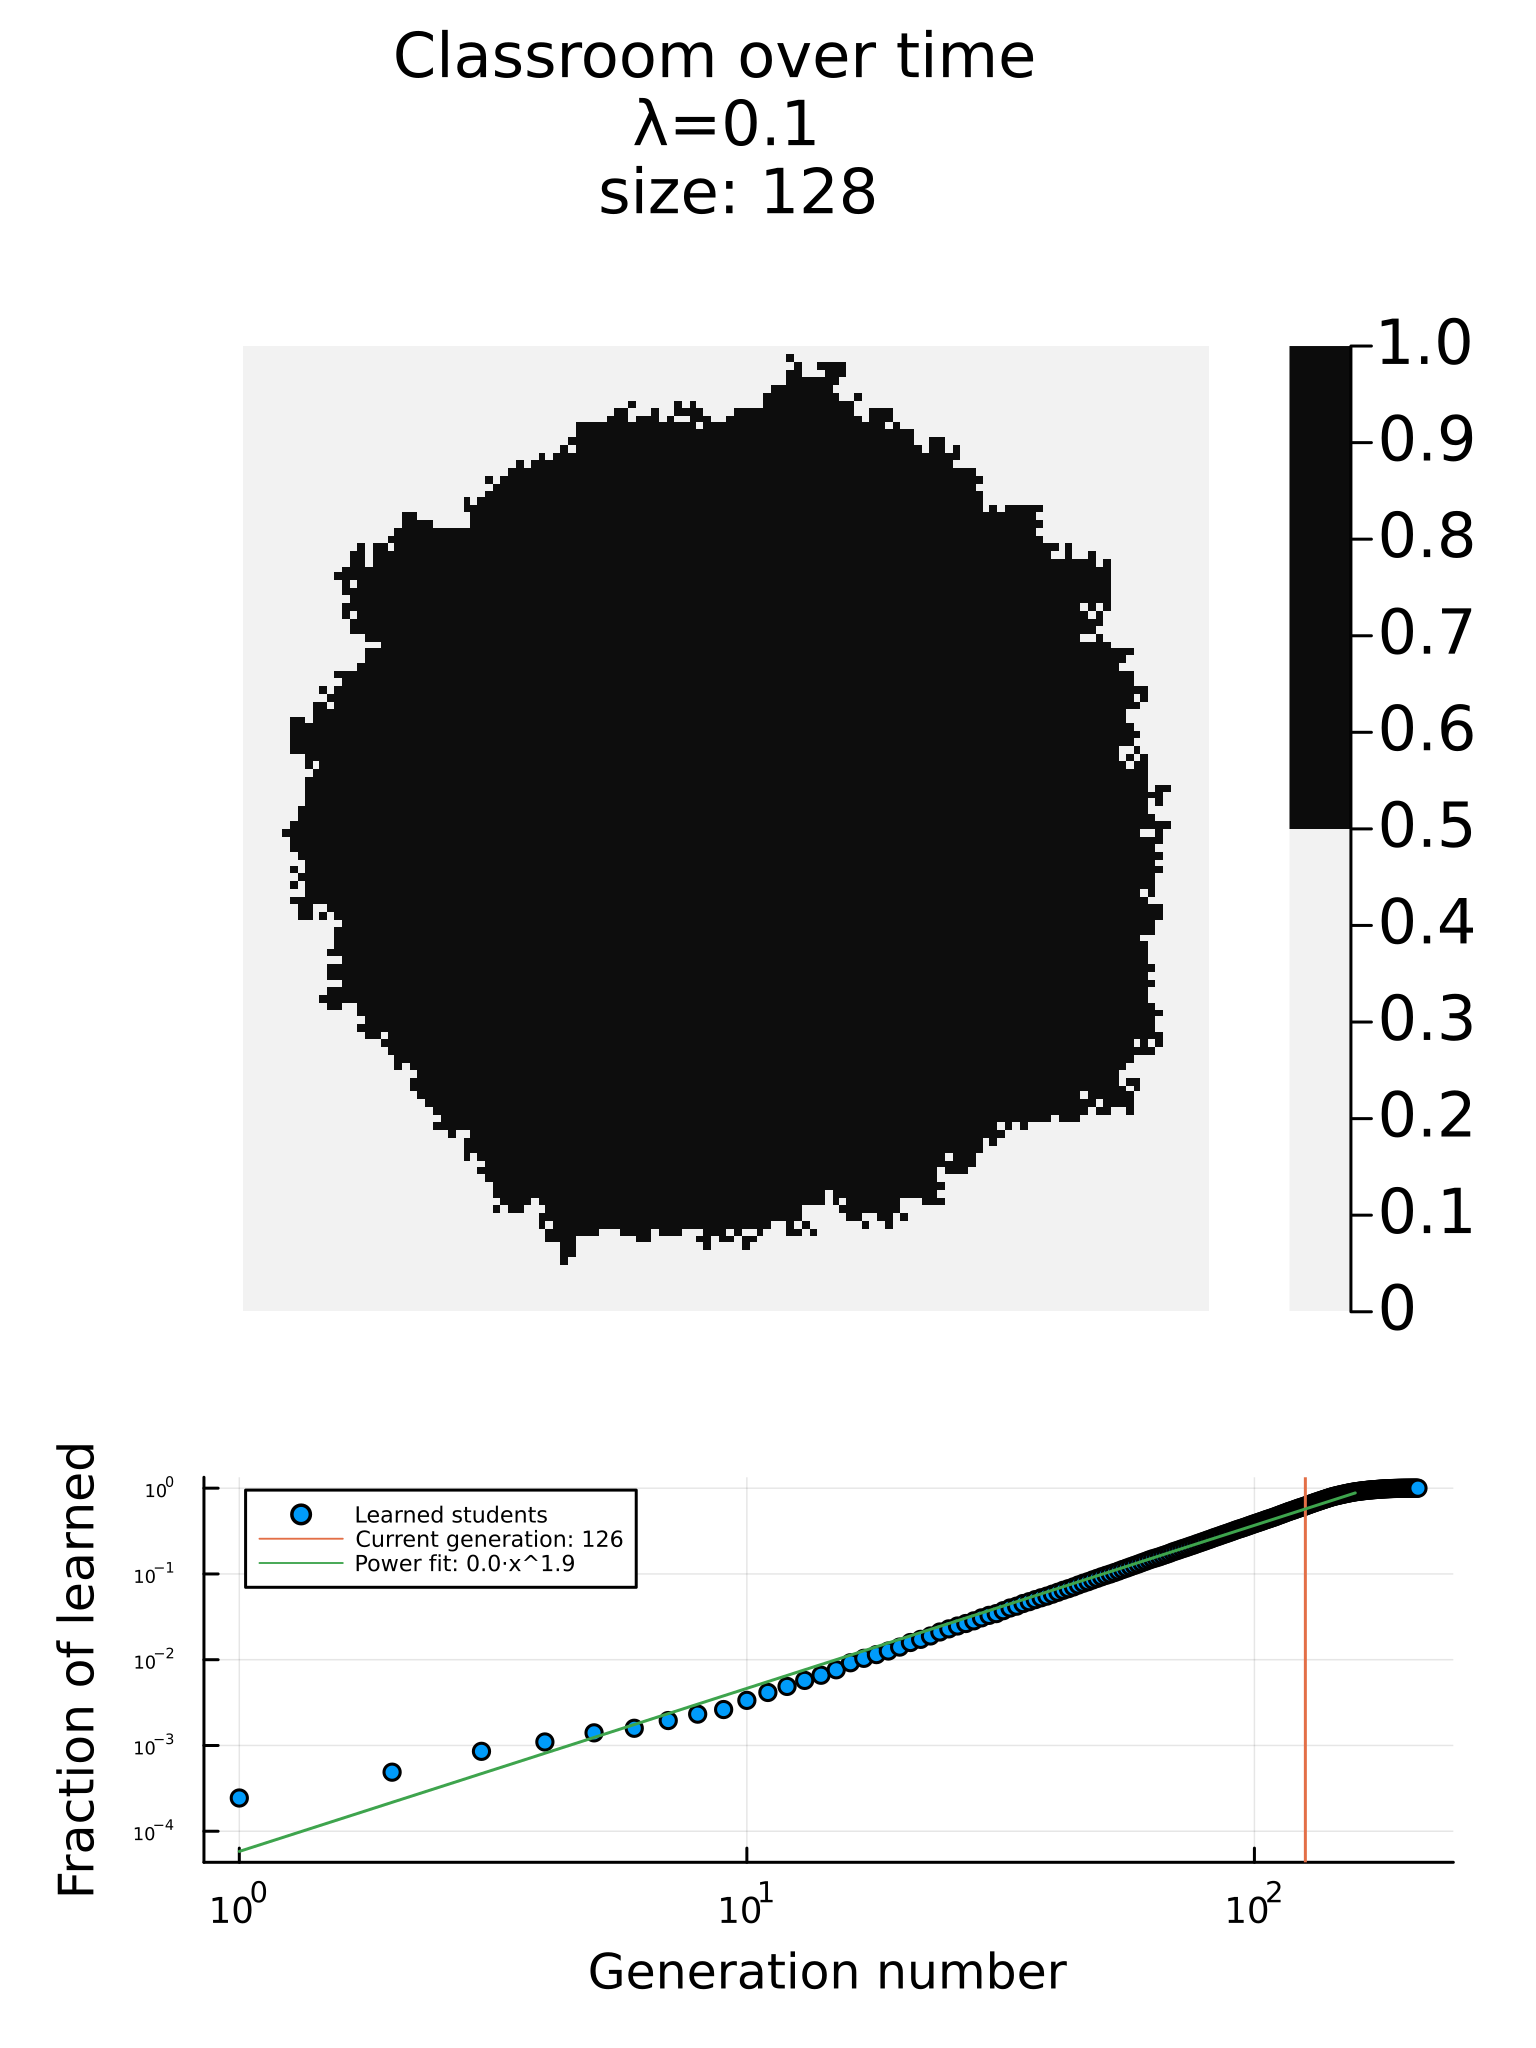 Classroom over time
λ=0.1
size: 128
1.0
0.9
0.8
0.7
0.6
0.5
0.4
0.3
0.2
0.1
0
Fraction of learned
10^0
10^-1
10^-2
10^-3
10^-4
Learned students
Current generation: 126
Power fit: 0.0·x^1.9
10^0 10^1 10^2
Generation number